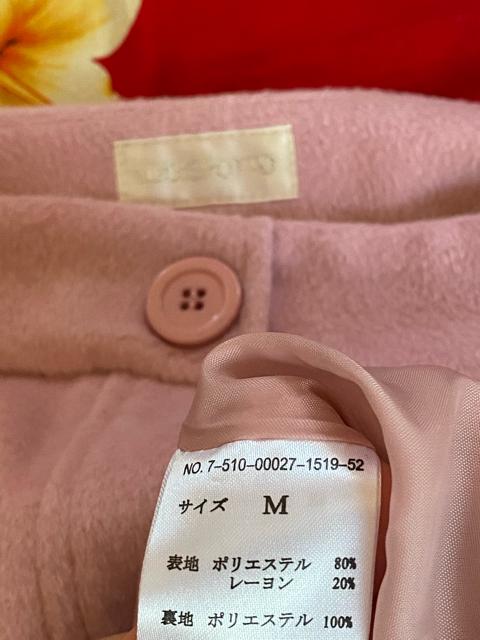 NO. 7-510-00027-1519-52
サイズ M
表地 ポリエステル 80%
レーヨン 20%
裏地 ポリエステル 100%